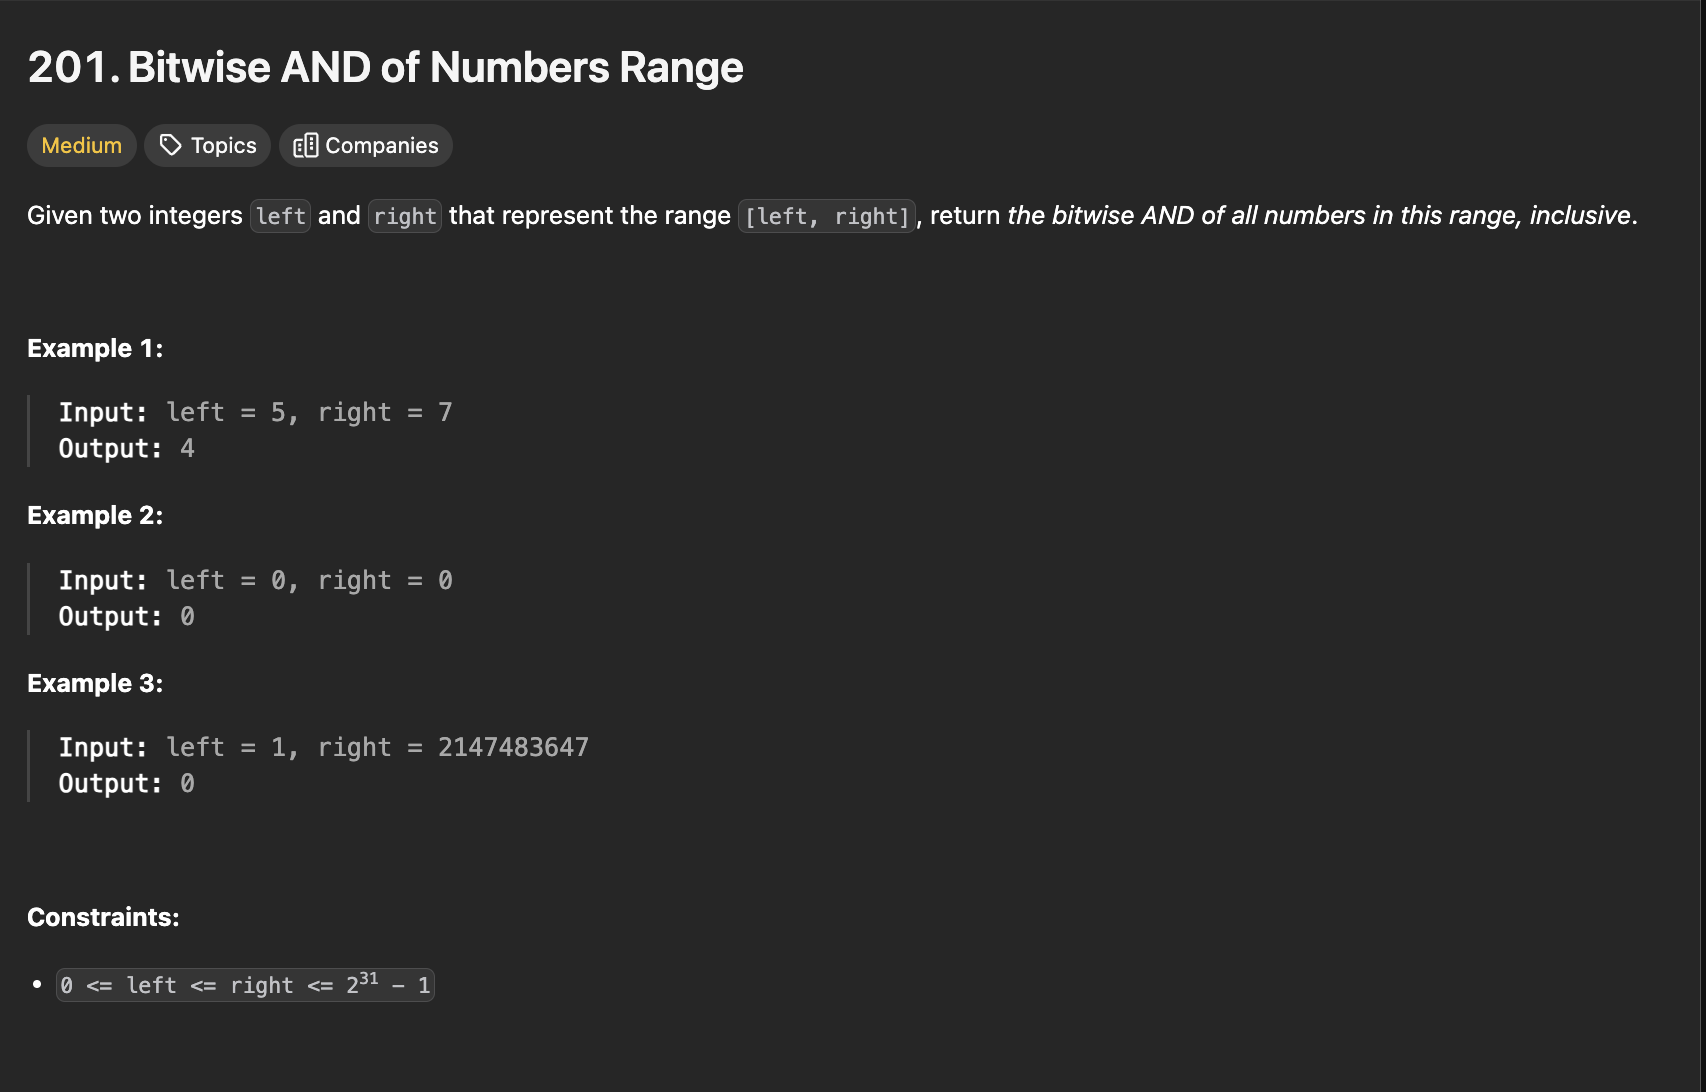 201. Bitwise AND of Numbers Range
Medium Topics Companies
Given two integers left and right that represent the range [left, right], return the bitwise AND of all numbers in this range, inclusive.
Example 1:
Input: left = 5, right = 7
Output: 4
Example 2:
Input: left = 0, right = 0
Output: 0
Example 3:
Input: left = 1, right = 2147483647
Output: 0
Constraints:
• 0 <= left <= right <= 2³¹ - 1